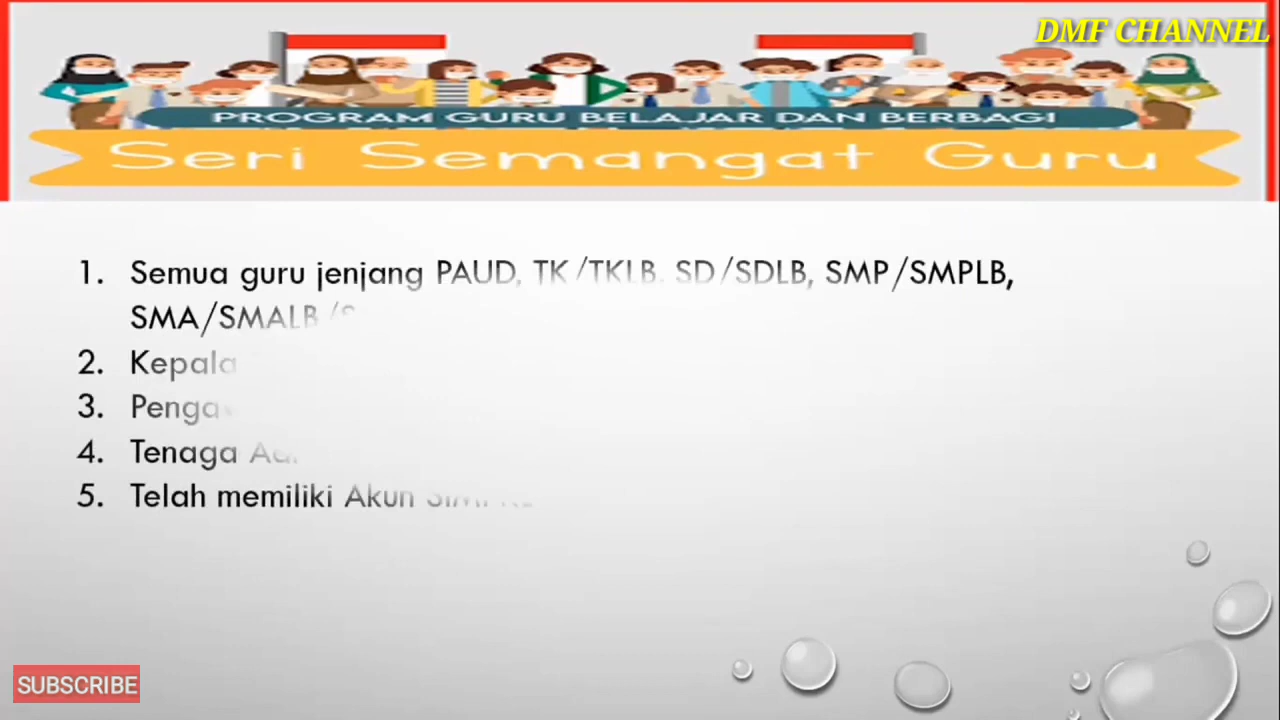 DMF CHANNEL
PROGRAM GURU BELAJAR DAN BERBAGI
Seri Semangat Guru
1. Semua guru jenjang PAUD, TK/TKLB, SD/SDLB, SMP/SMPLB,
SMA/SMALB
2. Kepala
3.
4. Tenaga
5. Telah memiliki Akun
SUBSCRIBE